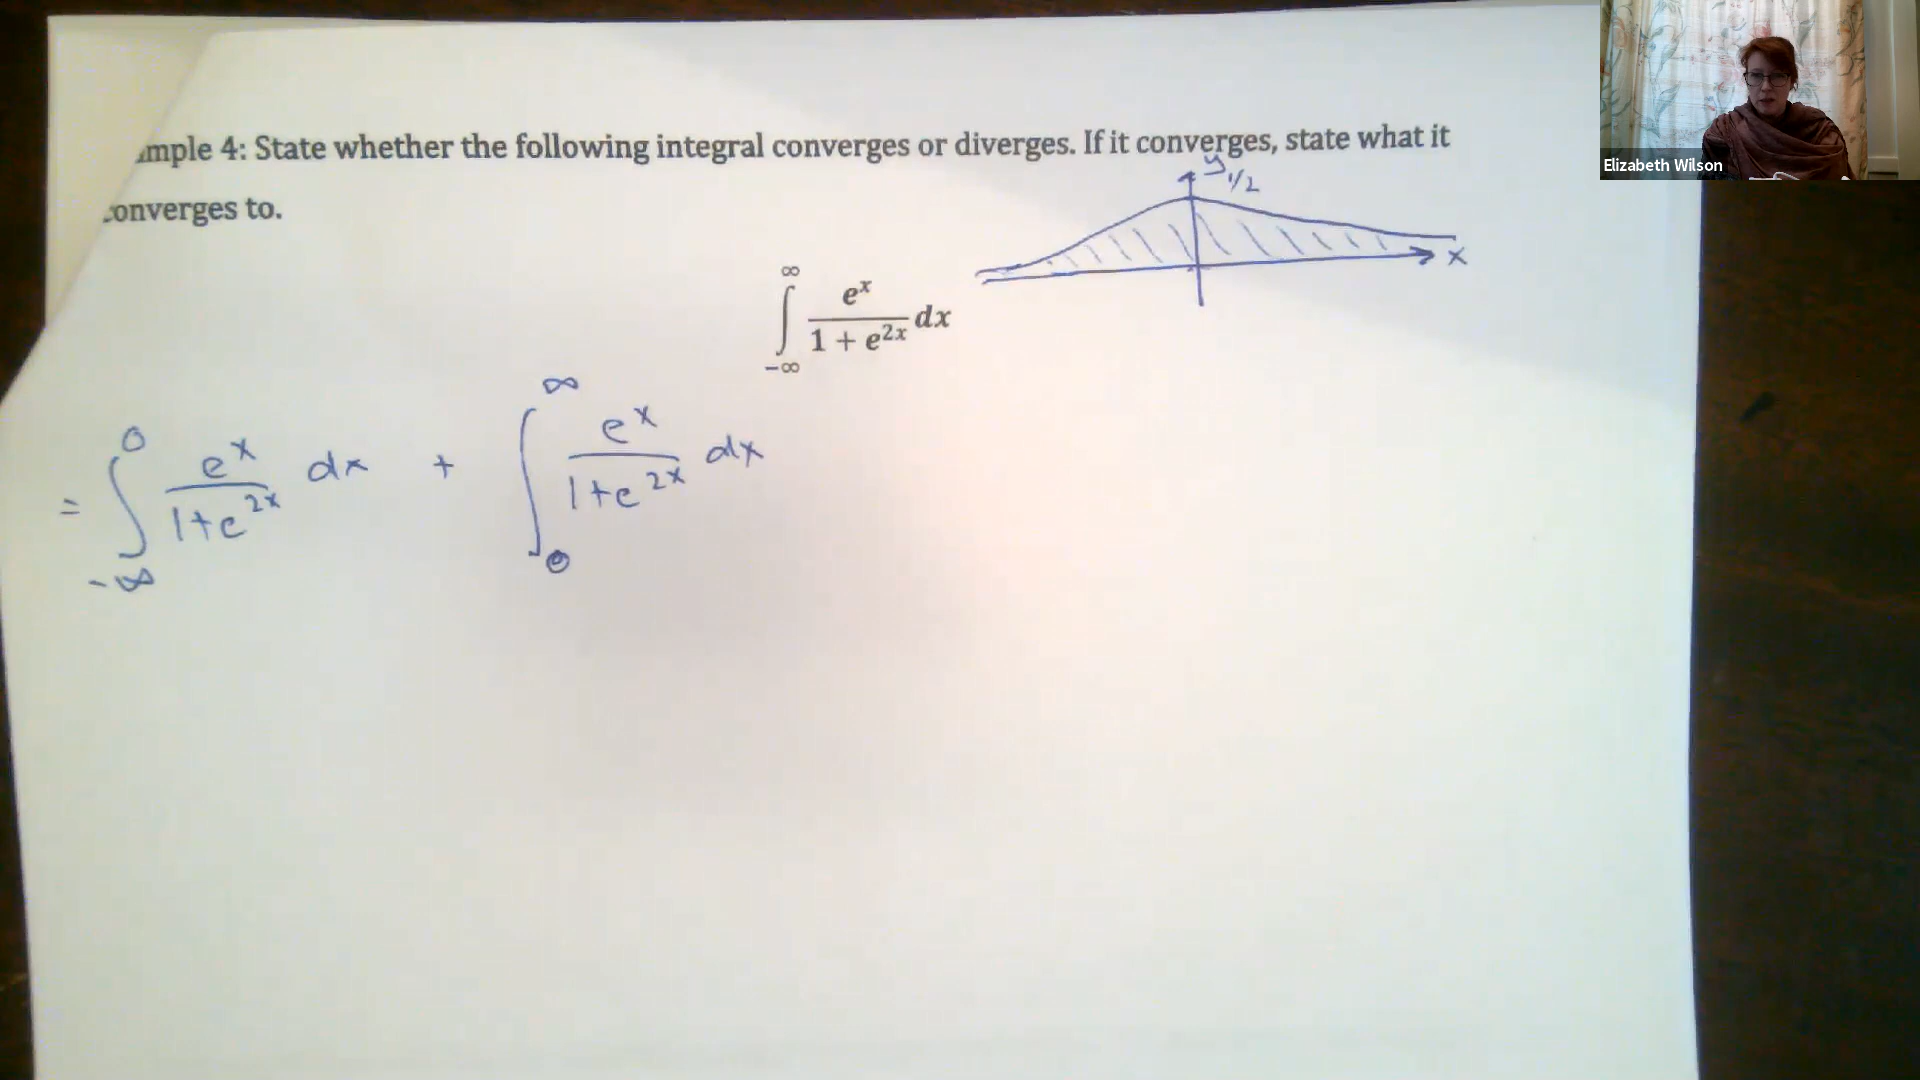 mple 4: State whether the following integral converges or diverges. If it converges, state what it
converges to.
y
1/2
x
∞
∫ e^x / (1 + e^{2x}) dx
-∞
= ∫_{-∞}^{0} e^x / (1+e^{2x}) dx + ∫_{0}^{∞} e^x / (1+e^{2x}) dx
Elizabeth Wilson